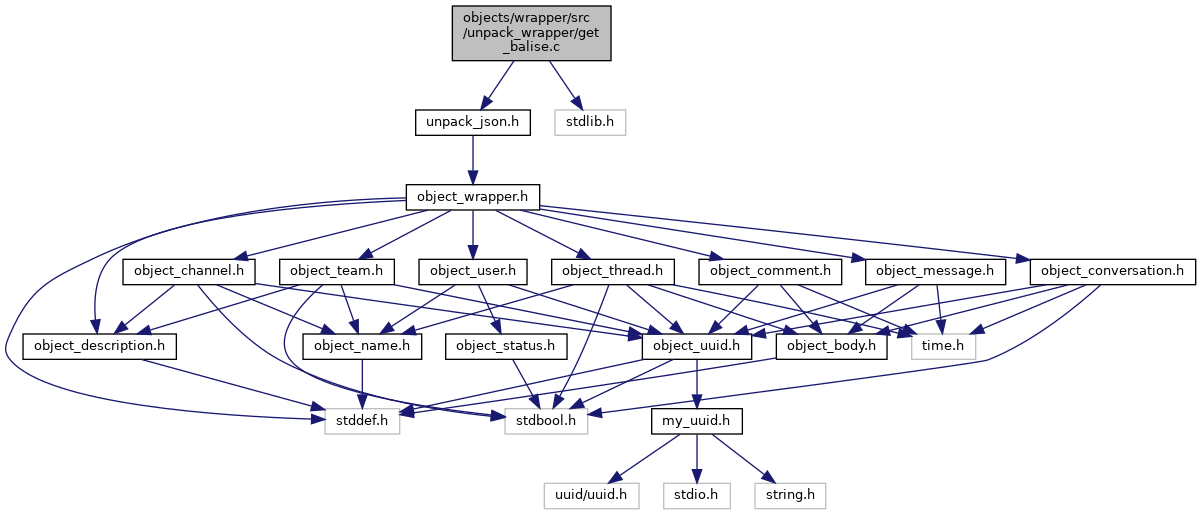 objects/wrapper/src
/unpack_wrapper/get
_balise.c
unpack_json.h
stdlib.h
object_wrapper.h
object_channel.h
object_team.h
object_user.h
object_thread.h
object_comment.h
object_message.h
object_conversation.h
object_description.h
object_name.h
object_status.h
object_uuid.h
object_body.h
time.h
stddef.h
stdbool.h
my_uuid.h
uuid/uuid.h
stdio.h
string.h